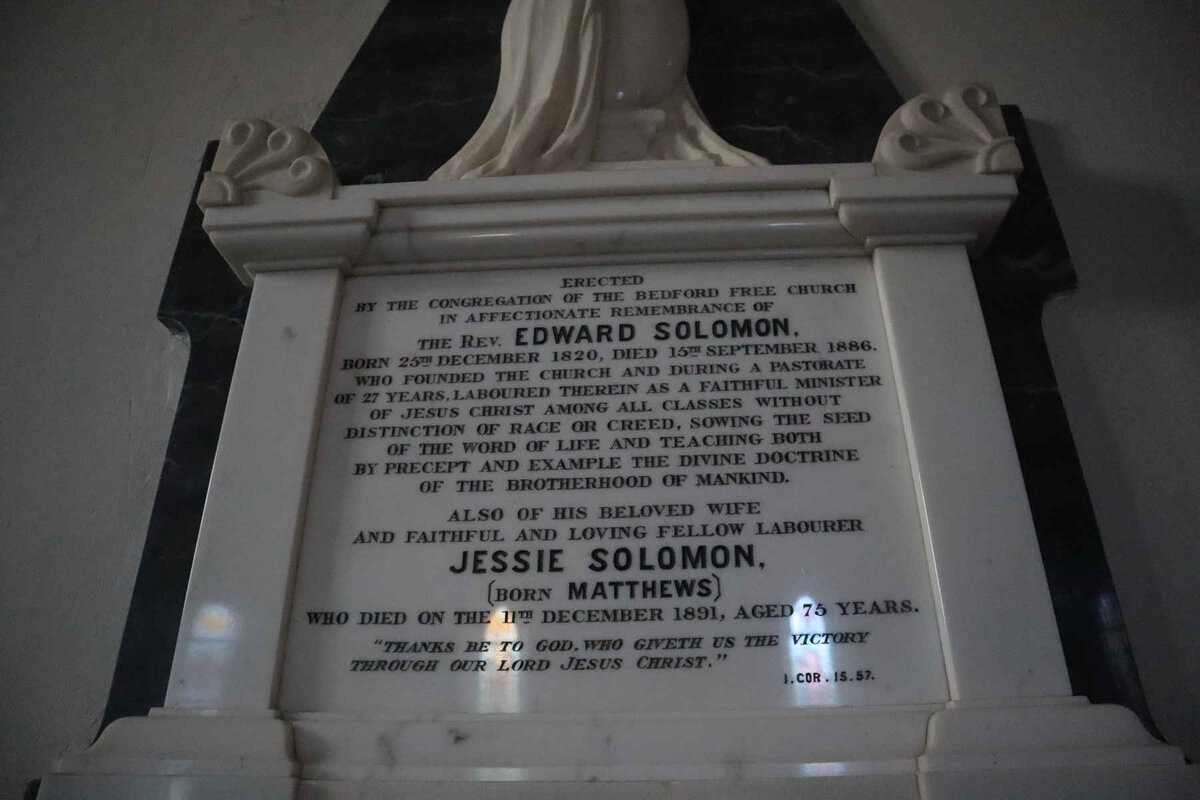 ERECTED
BY THE CONGREGATION OF THE BEDFORD FREE CHURCH
IN AFFECTIONATE REMEMBRANCE OF
THE REV. EDWARD SOLOMON.
BORN 25TH DECEMBER 1820, DIED 15TH SEPTEMBER 1886.
WHO FOUNDED THE CHURCH AND DURING A PASTORATE
OF 27 YEARS, LABOURED THEREIN AS A FAITHFUL MINISTER
OF JESUS CHRIST AMONG ALL CLASSES WITHOUT
DISTINCTION OF RACE OR CREED, SOWING THE SEED
OF THE WORD OF LIFE AND TEACHING BOTH
BY PRECEPT AND EXAMPLE THE DIVINE DOCTRINE
OF THE BROTHERHOOD OF MANKIND.
ALSO OF HIS BELOVED WIFE
AND FAITHFUL AND LOVING FELLOW LABOURER
JESSIE SOLOMON,
(BORN MATTHEWS)
WHO DIED ON THE 11TH DECEMBER 1891, AGED 75 YEARS.
"THANKS BE TO GOD, WHO GIVETH US THE VICTORY
THROUGH OUR LORD JESUS CHRIST."
1. COR. 15. 57.